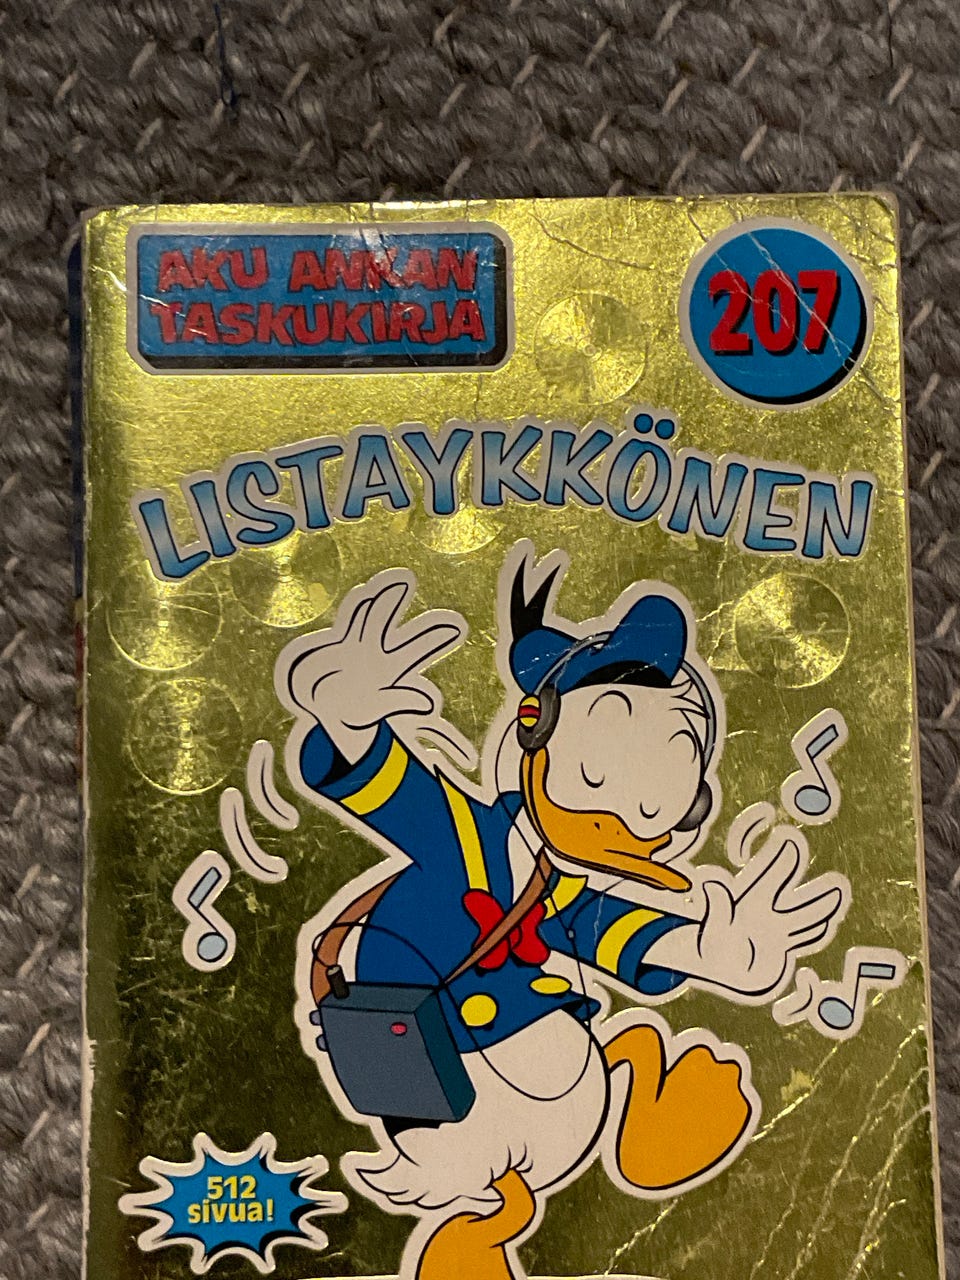 AKU ANKAN
TASKUKIRJA
207
LISTAYKKÖNEN
512
sivua!